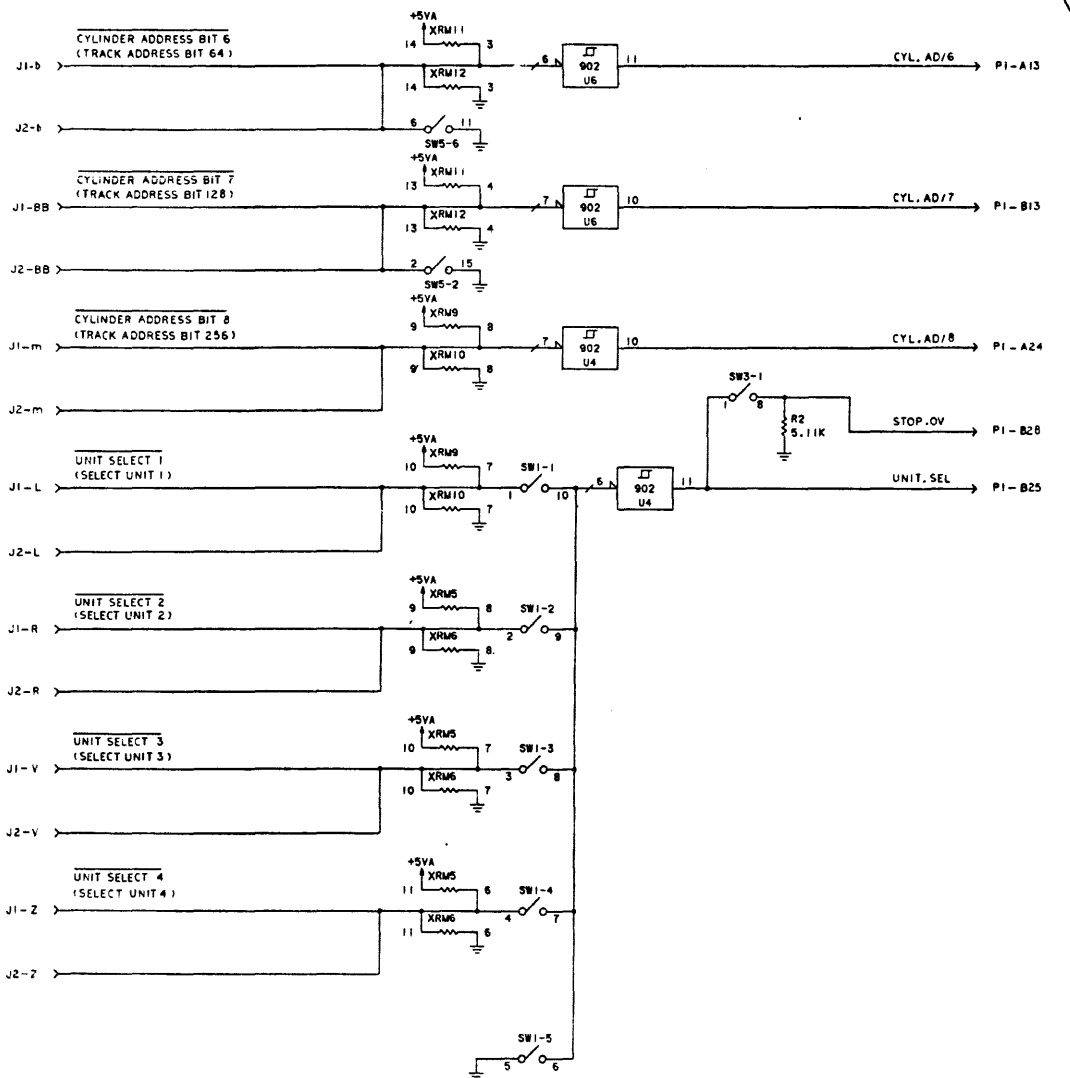 +5VA
CYLINDER ADDRESS BIT 6
(TRACK ADDRESS BIT 64)
XRM11
14 3
J1-b
6
902
U6
11
CYL. AD/6
P1-A13
XRM12
14 3
J2-b
6 11
SW5-6
+5VA
CYLINDER ADDRESS BIT 7
(TRACK ADDRESS BIT 128)
XRM11
13 4
J1-BB
7
902
U6
10
CYL. AD/7
P1-B13
XRM12
13 4
J2-BB
2 15
SW5-2
+5VA
CYLINDER ADDRESS BIT 8
(TRACK ADDRESS BIT 256)
XRM9
9 8
J1-m
7
902
U4
10
CYL. AD/8
P1-A24
XRM10
9 8
SW3-1
1 8
J2-m
R2
5.11K
STOP.OV
P1-B28
+5VA
UNIT SELECT 1
(SELECT UNIT 1)
XRM9
10 7
SW1-1
J1-L
1 10
6
902
U4
11
UNIT. SEL
P1-B25
XRM10
10 7
J2-L
+5VA
UNIT SELECT 2
(SELECT UNIT 2)
XRM5
9 8
SW1-2
J1-R
2 9
XRM6
9 8
J2-R
+5VA
UNIT SELECT 3
(SELECT UNIT 3)
XRM5
10 7
SW1-3
J1-V
3 8
XRM6
10 7
J2-V
+5VA
UNIT SELECT 4
(SELECT UNIT 4)
XRM5
11 6
SW1-4
J1-Z
4 7
XRM6
11 6
J2-Z
SW1-5
5 6